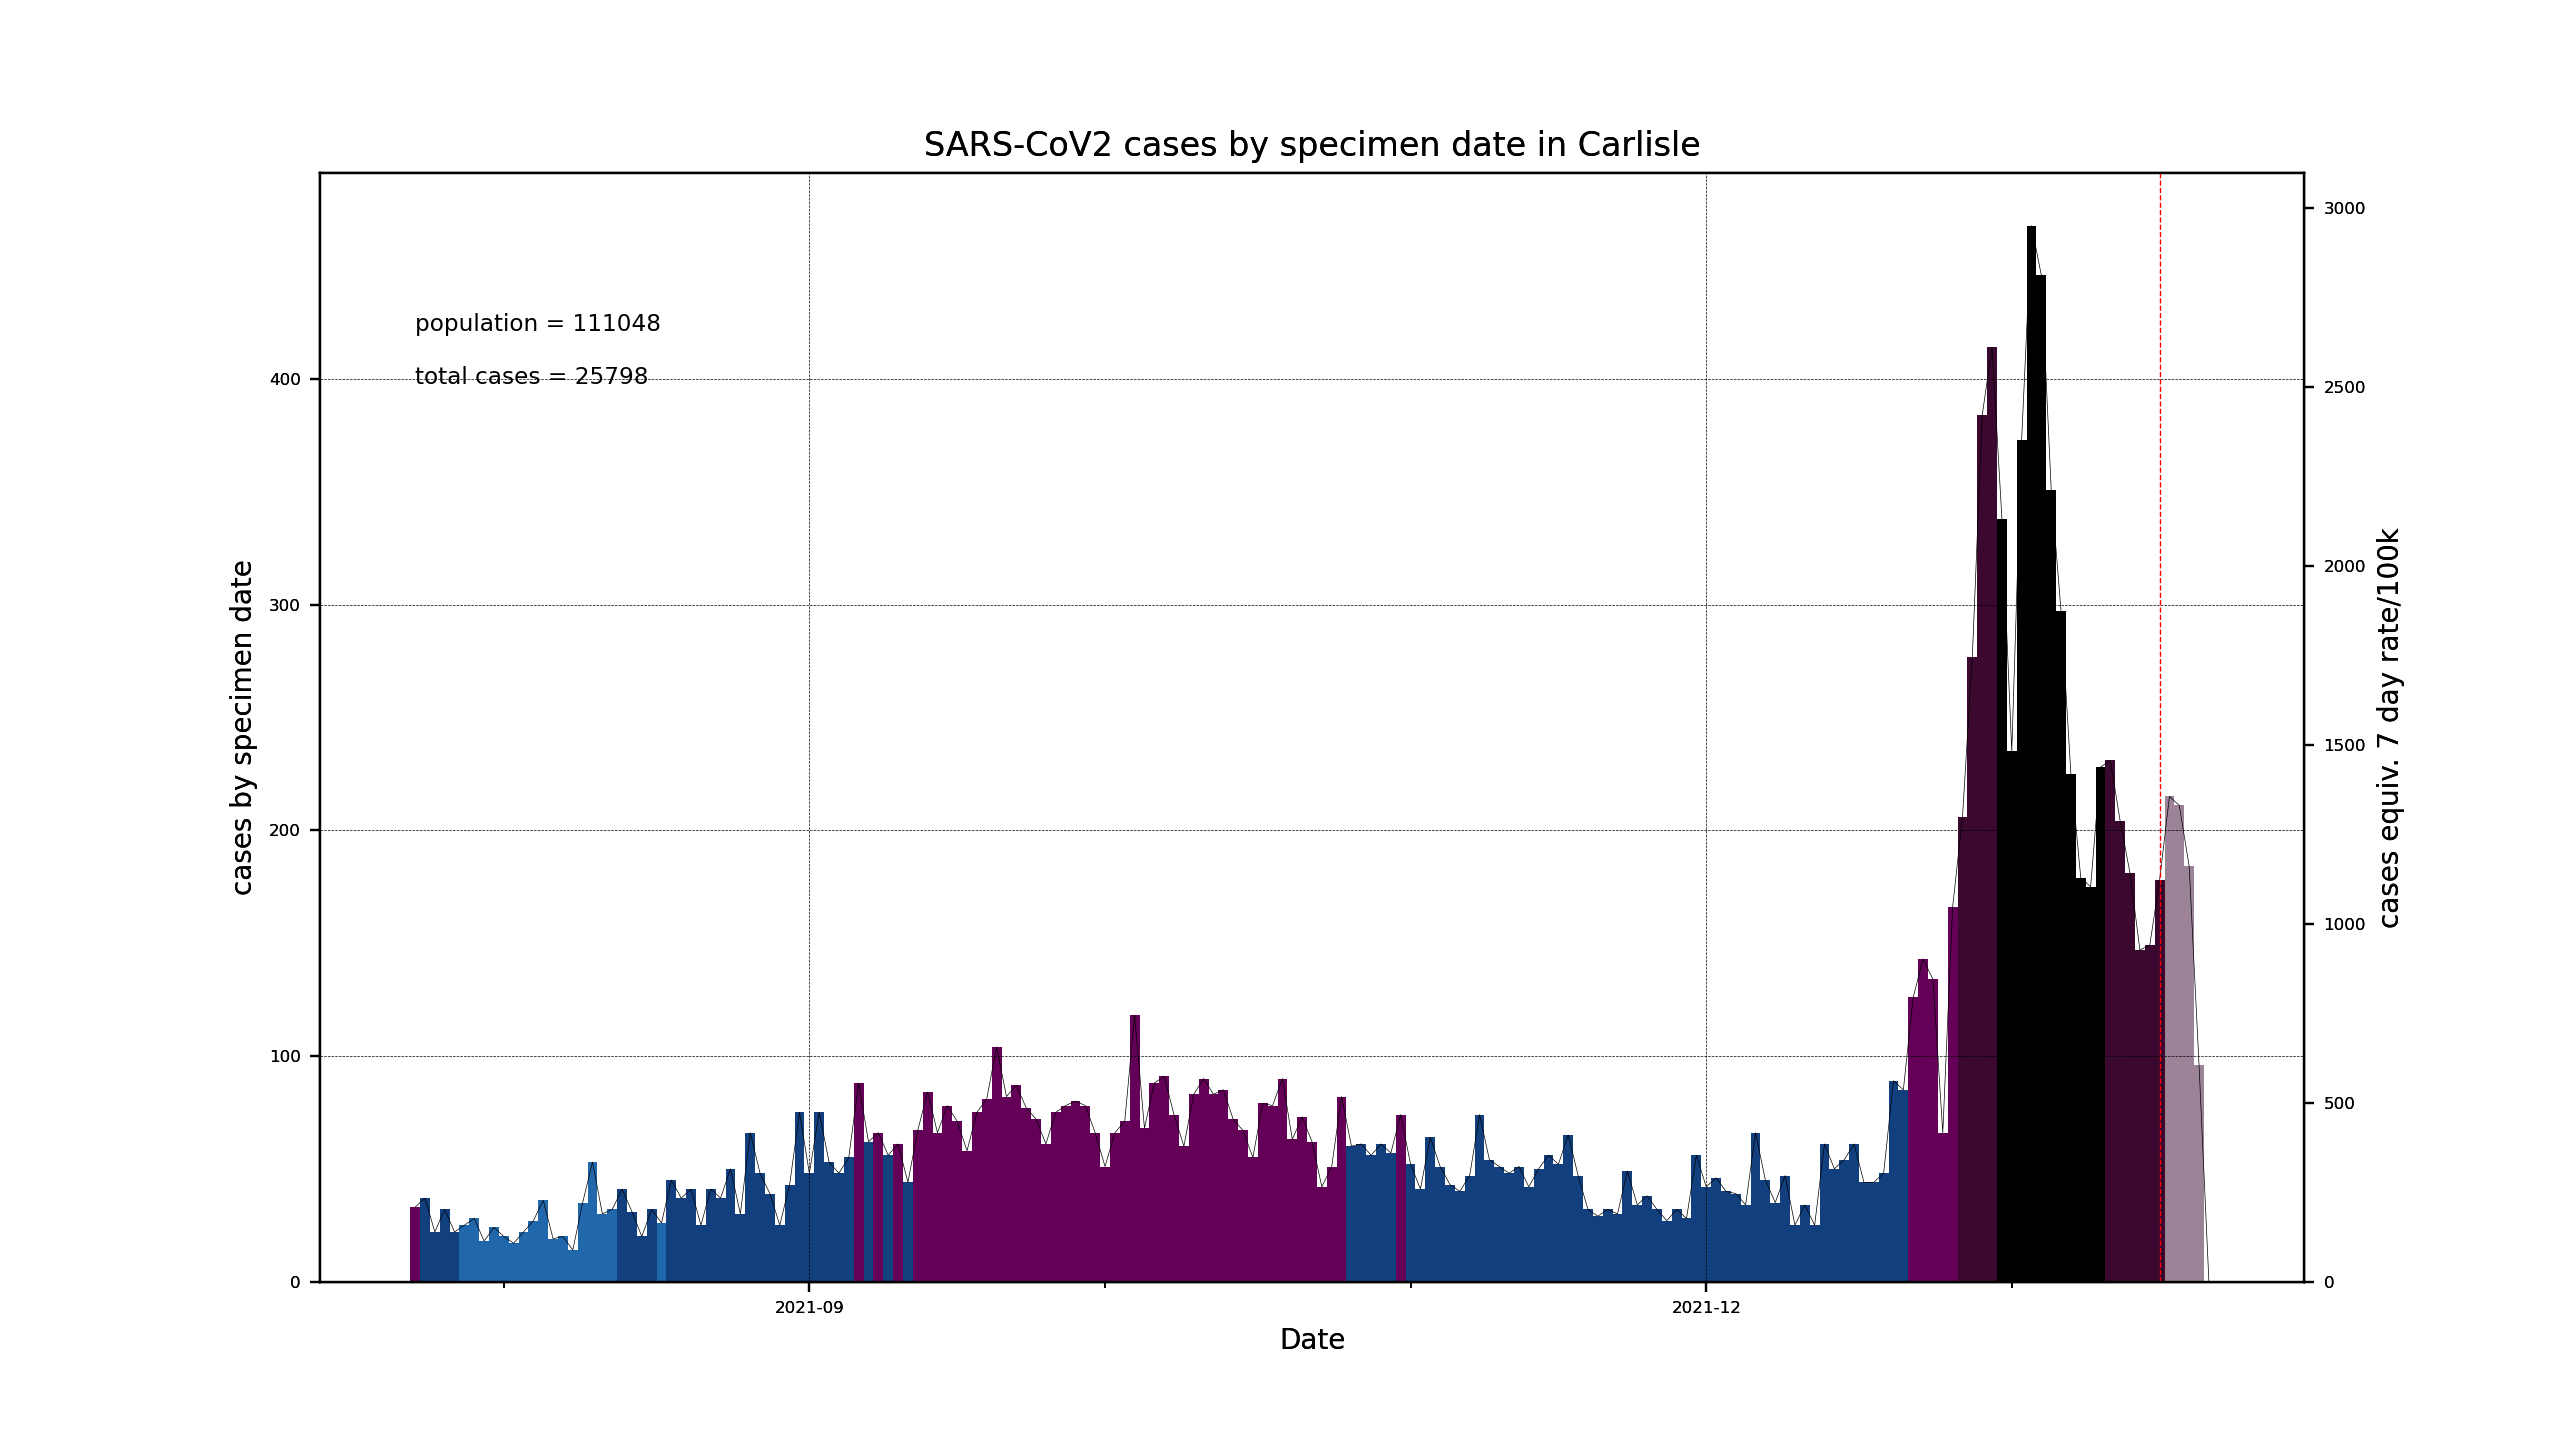 SARS-CoV2 cases by specimen date in Carlisle
population = 111048
total cases = 25798
cases by specimen date
400
300
200
100
0
3000
2500
2000
1500
1000
500
0
cases equiv. 7 day rate/100k
2021-09
2021-12
Date